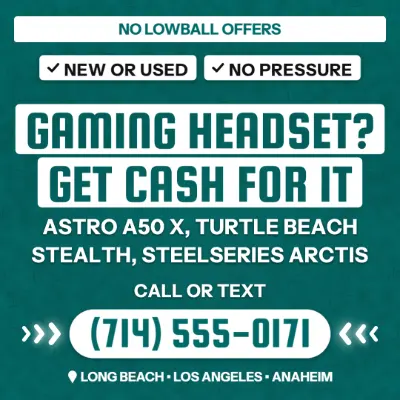 NO LOWBALL OFFERS
✓ NEW OR USED ✓ NO PRESSURE
GAMING HEADSET?
GET CASH FOR IT
ASTRO A50 X, TURTLE BEACH
STEALTH, STEELSERIES ARCTIS
CALL OR TEXT
(714) 555-0171
LONG BEACH • LOS ANGELES • ANAHEIM